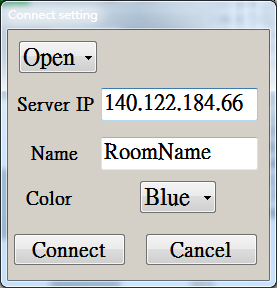 Connect setting
Open
Server IP 140.122.184.66
Name RoomName
Color Blue
Connect Cancel